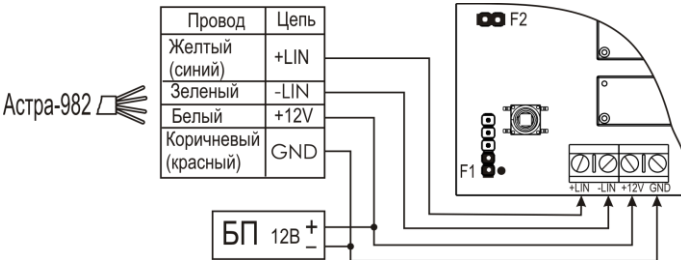 Провод Цепь
Желтый
(синий) +LIN
Зеленый -LIN
Белый +12V
Коричневый
(красный) GND
Астра-982
F2
F1
+LIN -LIN +12V GND
БП 12В + −